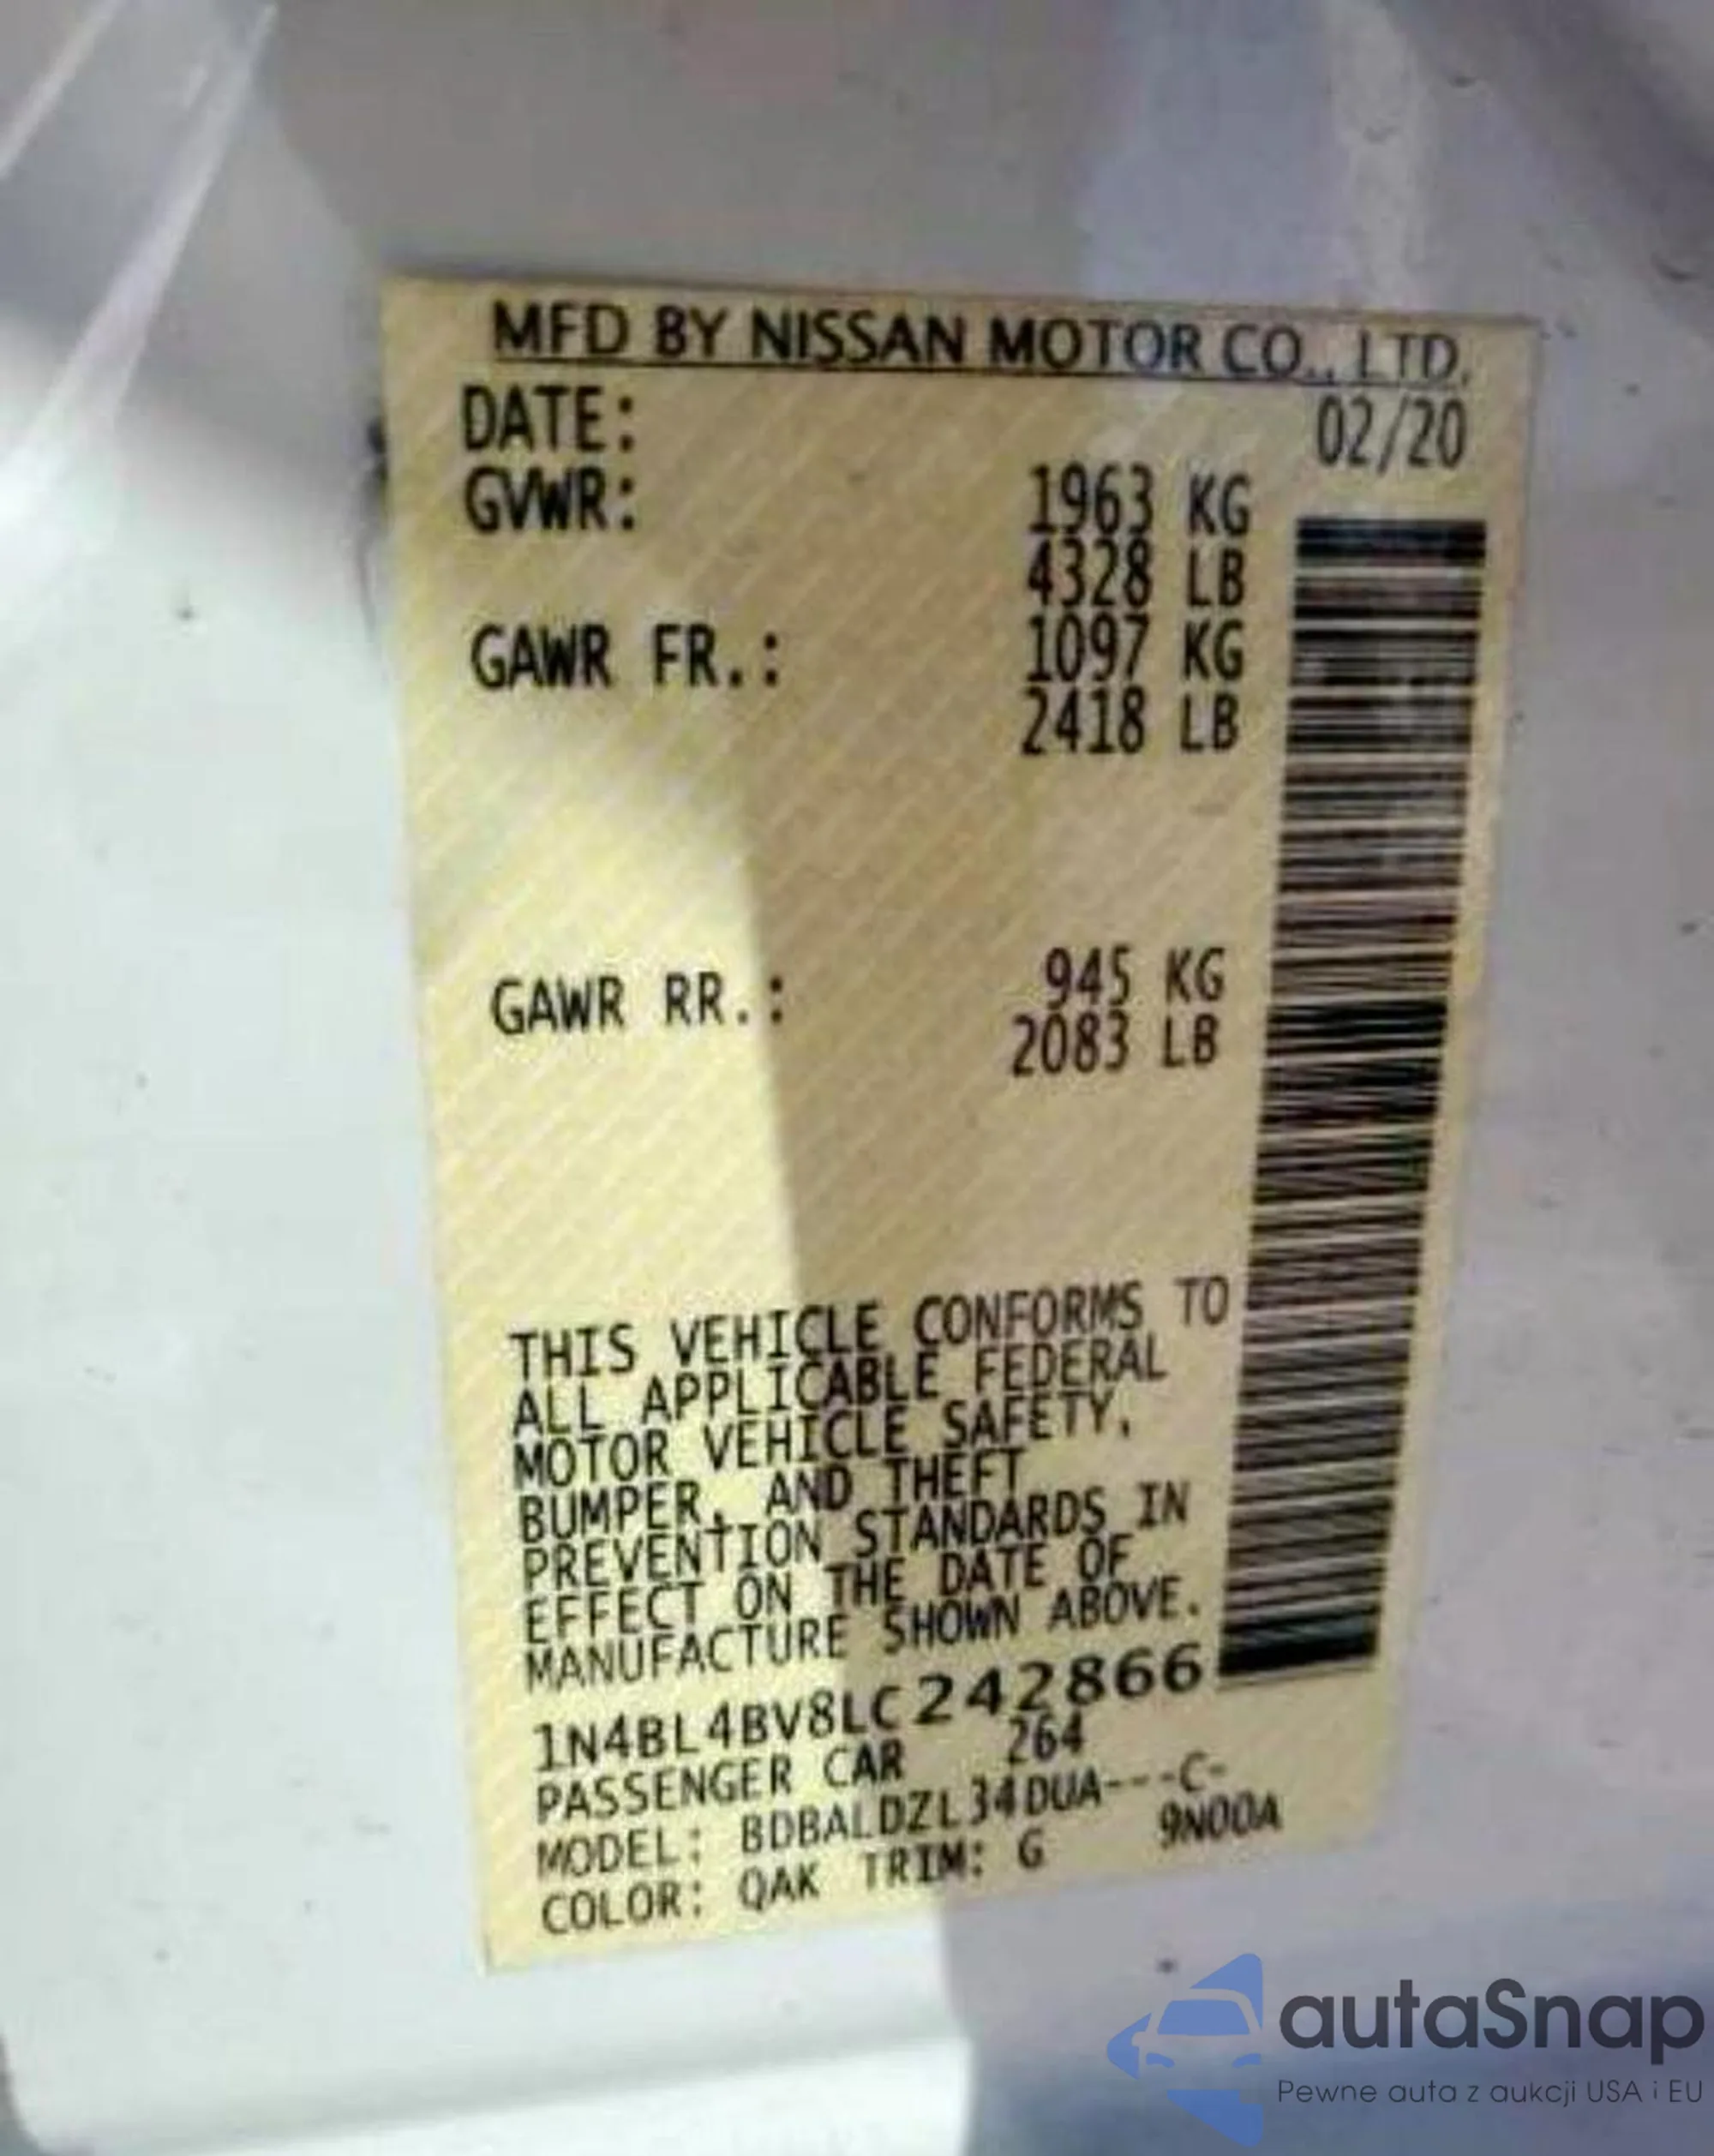 MFD BY NISSAN MOTOR CO., LTD.
DATE: 02/20
GVWR: 1963 KG
4328 LB
GAWR FR.: 1097 KG
2418 LB
GAWR RR.: 945 KG
2083 LB
THIS VEHICLE CONFORMS TO
ALL APPLICABLE FEDERAL
MOTOR VEHICLE SAFETY,
BUMPER, AND THEFT
PREVENTION STANDARDS IN
EFFECT ON THE DATE OF
MANUFACTURE SHOWN ABOVE.
1N4BL4BV8LC242866
PASSENGER CAR 264
MODEL: BDBALDZL34DUA---C-
COLOR: QAK TRIM: G 9N00A
autaSnap
Pewne auta z aukcji USA i EU